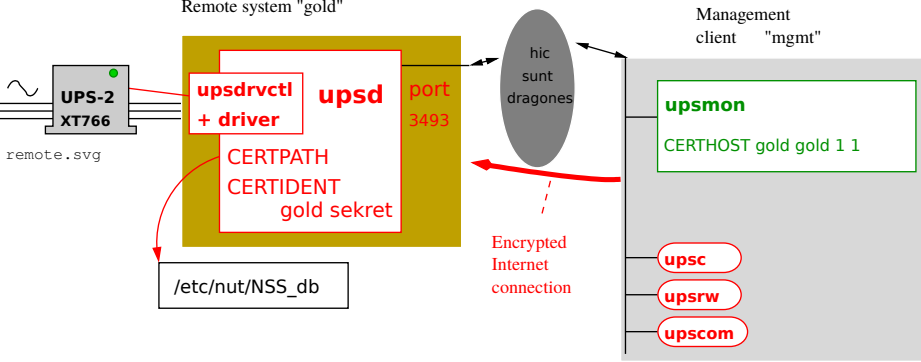 Remote system "gold"
UPS-2
XT766
remote.svg
upsdrvctl
+ driver
upsd
port
3493
CERTPATH
CERTIDENT
gold sekret
/etc/nut/NSS_db
hic
sunt
dragones
Encrypted
Internet
connection
Management
client "mgmt"
upsmon
CERTHOST gold gold 1 1
upsc
upsrw
upscom